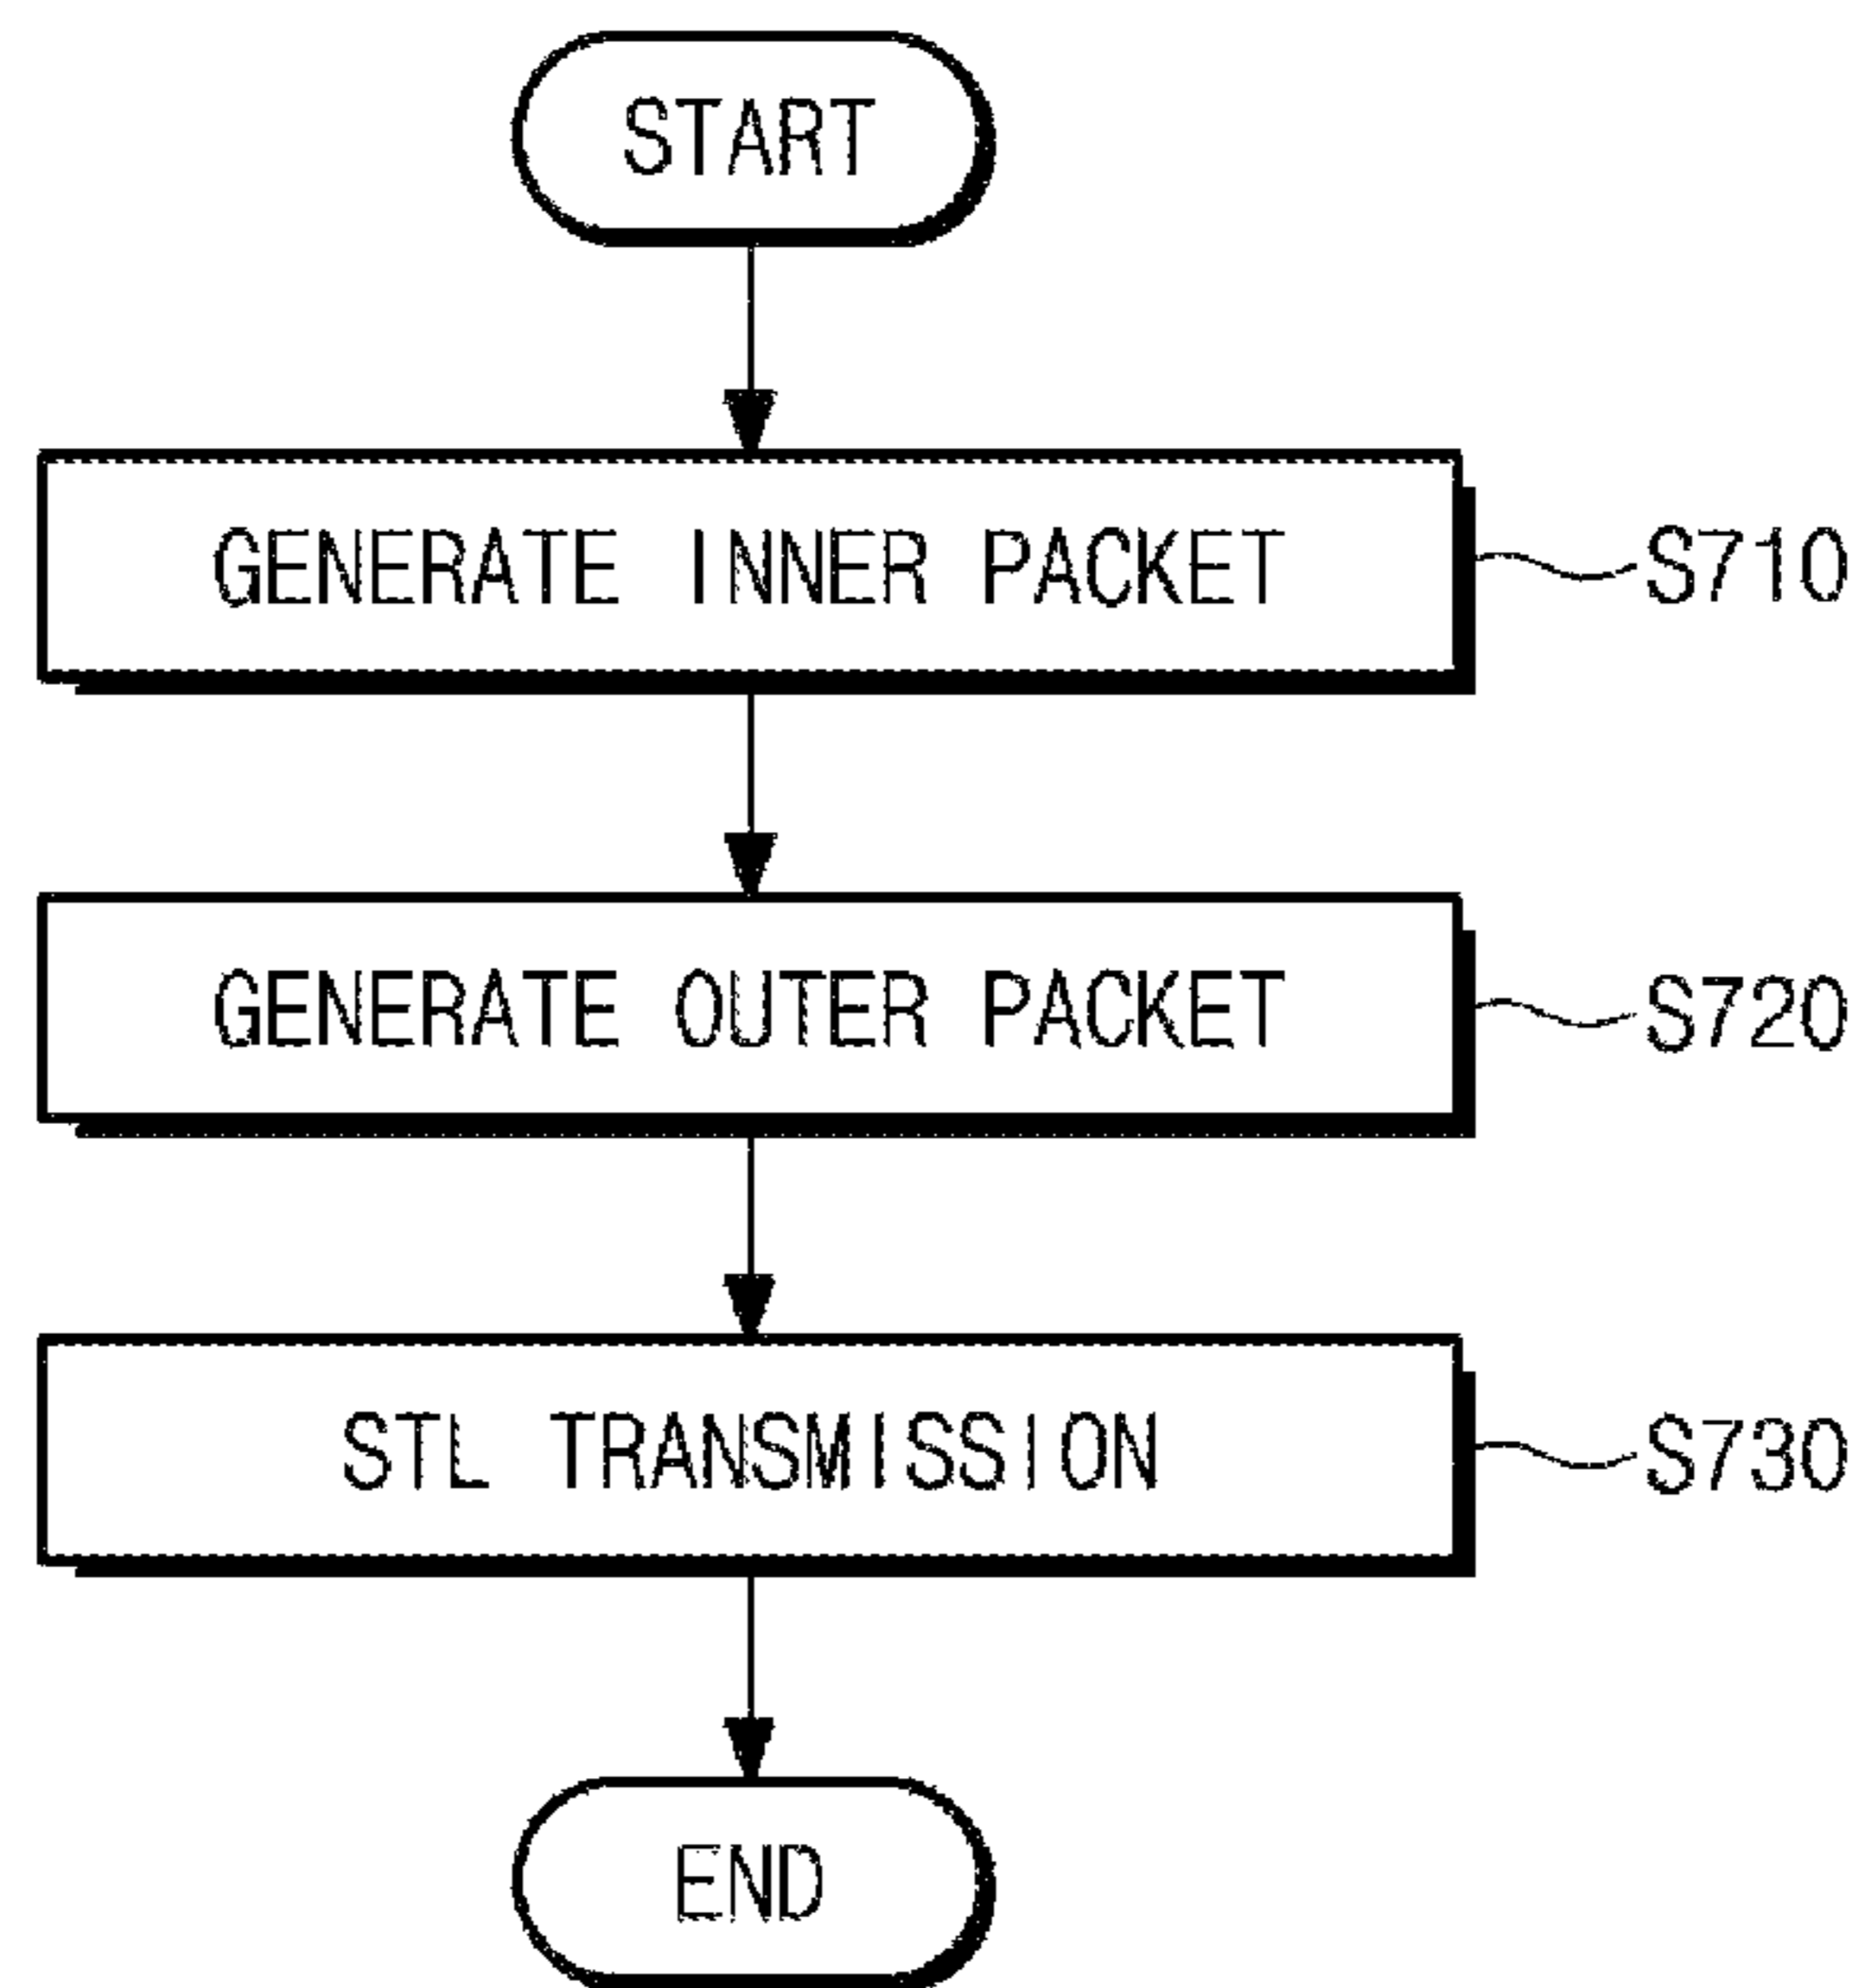 START
GENERATE INNER PACKET
S710
GENERATE OUTER PACKET
S720
STL TRANSMISSION
S730
END